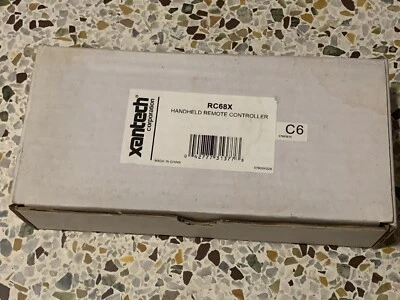 xantech
corporation
RC68X
HANDHELD REMOTE CONTROLLER
C6
MADE IN CHINA